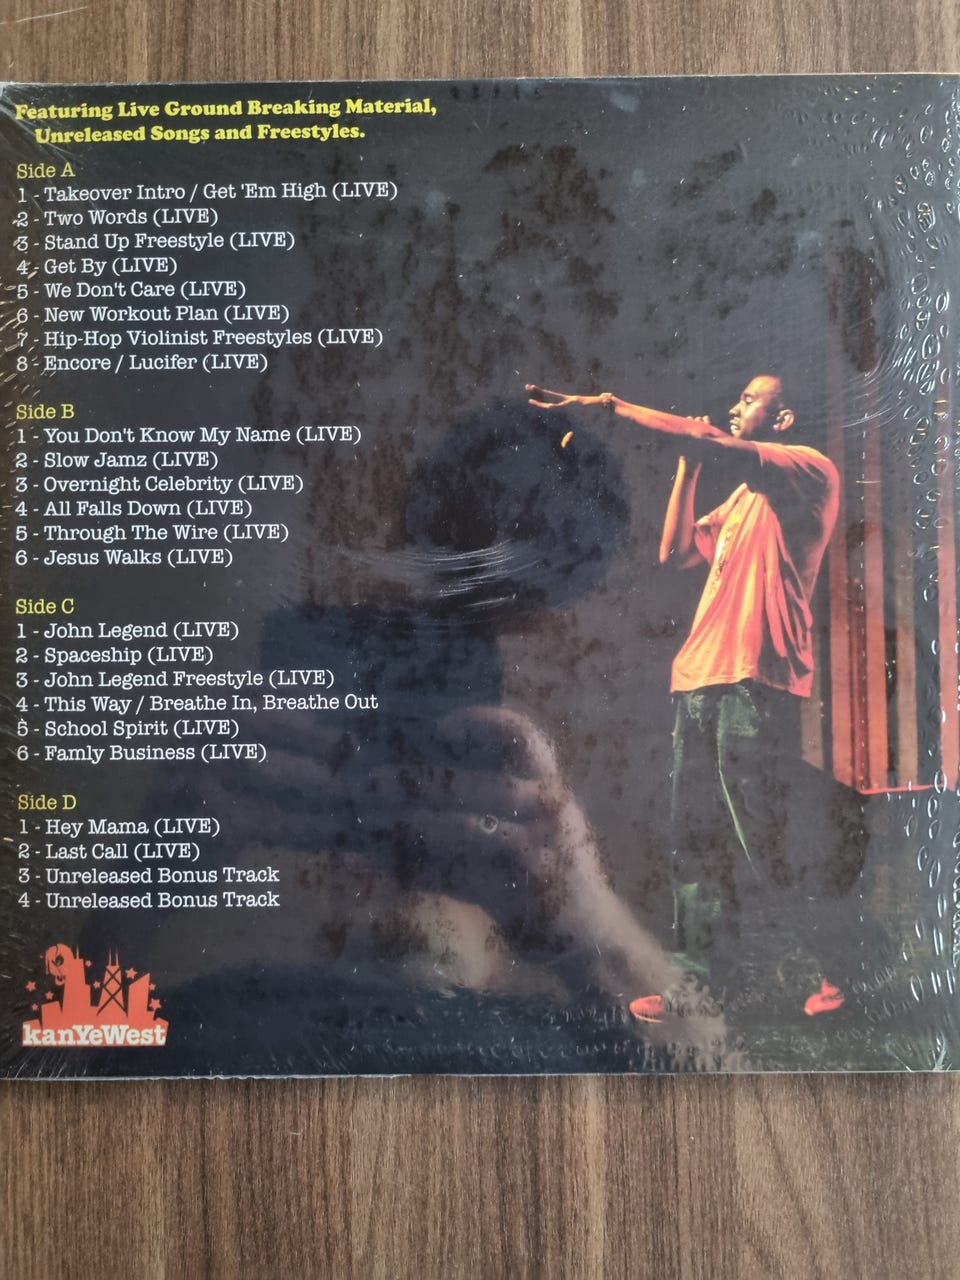 Featuring Live Ground Breaking Material,
Unreleased Songs and Freestyles.
Side A
1 - Takeover Intro / Get 'Em High (LIVE)
2 - Two Words (LIVE)
3 - Stand Up Freestyle (LIVE)
4 - Get By (LIVE)
5 - We Don't Care (LIVE)
6 - New Workout Plan (LIVE)
7 - Hip-Hop Violinist Freestyles (LIVE)
8 - Encore / Lucifer (LIVE)
Side B
1 - You Don't Know My Name (LIVE)
2 - Slow Jamz (LIVE)
3 - Overnight Celebrity (LIVE)
4 - All Falls Down (LIVE)
5 - Through The Wire (LIVE)
6 - Jesus Walks (LIVE)
Side C
1 - John Legend (LIVE)
2 - Spaceship (LIVE)
3 - John Legend Freestyle (LIVE)
4 - This Way / Breathe In, Breathe Out
5 - School Spirit (LIVE)
6 - Famly Business (LIVE)
Side D
1 - Hey Mama (LIVE)
2 - Last Call (LIVE)
3 - Unreleased Bonus Track
4 - Unreleased Bonus Track
kanYeWest